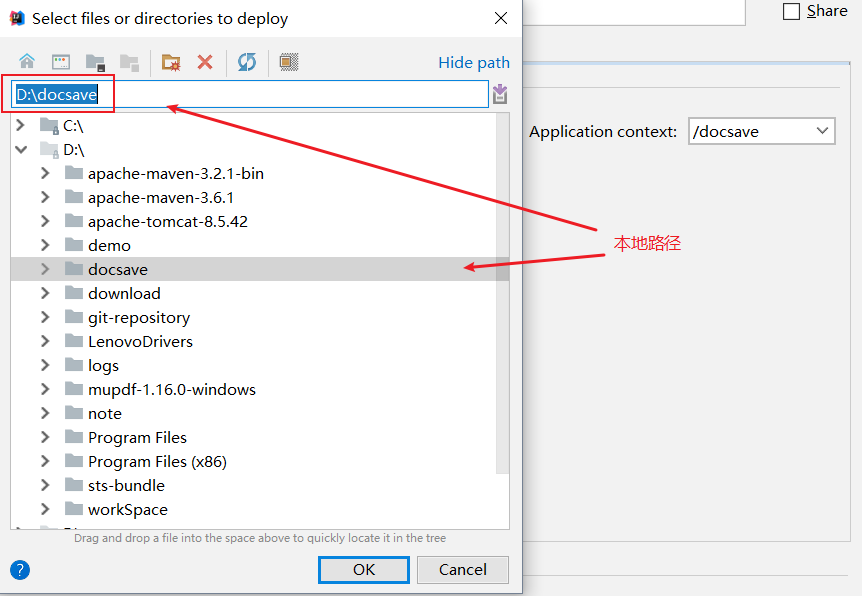 Select files or directories to deploy
Share
Hide path
D:\docsave
C:\
D:\
Application context:
/docsave
apache-maven-3.2.1-bin
apache-maven-3.6.1
apache-tomcat-8.5.42
demo
本地路径
docsave
download
git-repository
LenovoDrivers
logs
mupdf-1.16.0-windows
note
Program Files
Program Files (x86)
sts-bundle
workSpace
Drag and drop a file into the space above to quickly locate it in the tree
?
OK
Cancel